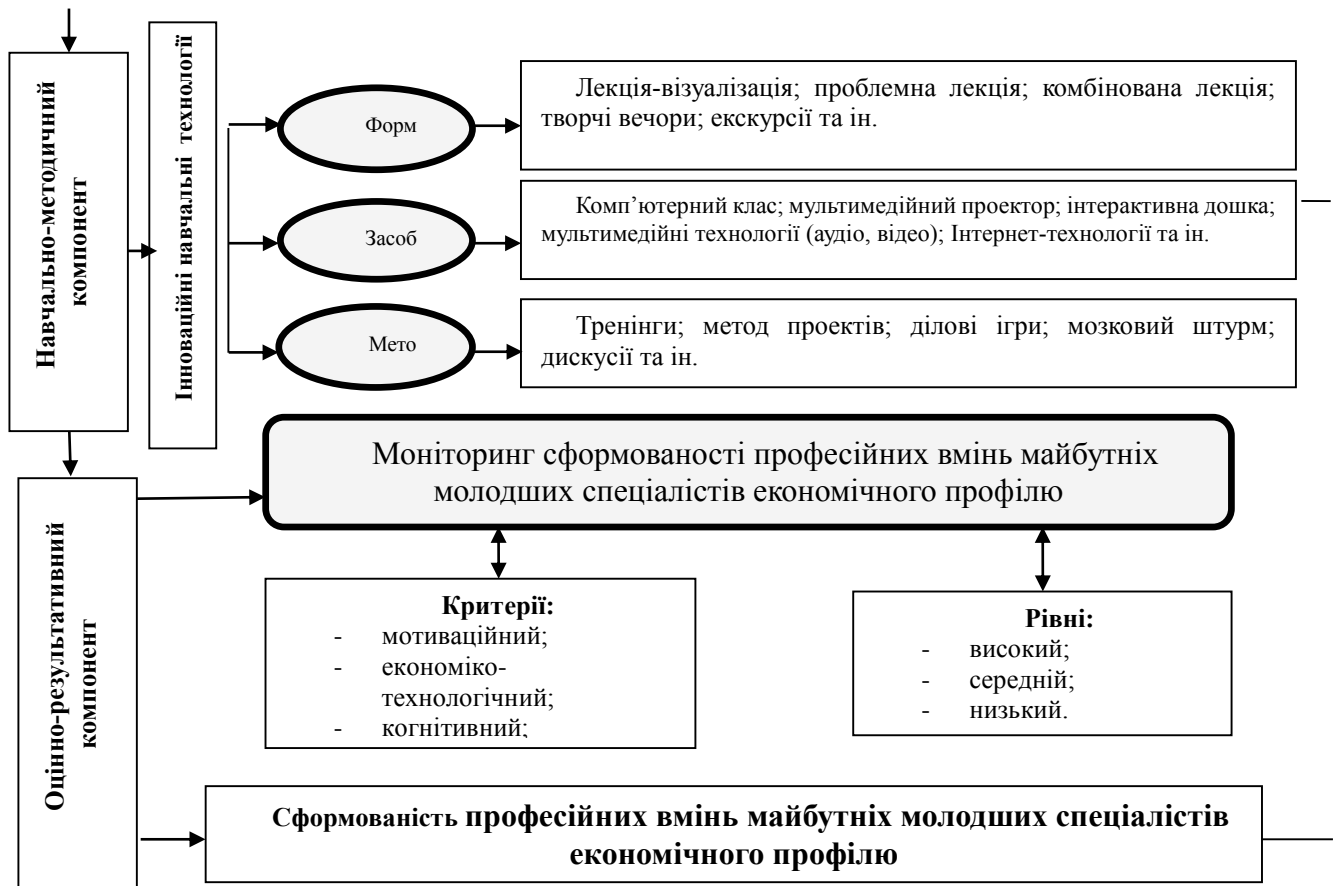 Навчально-методичний
компонент
Інноваційні навчальні технології
Форм
Лекція-візуалізація; проблемна лекція; комбінована лекція;
творчі вечори; екскурсії та ін.
Засоб
Комп’ютерний клас; мультимедійний проектор; інтерактивна дошка;
мультимедійні технології (аудіо, відео); Інтернет-технології та ін.
Мето
Тренінги; метод проектів; ділові ігри; мозковий штурм;
дискусії та ін.
Оцінно-результативний
компонент
Моніторинг сформованості професійних вмінь майбутніх
молодших спеціалістів економічного профілю
Критерії:
- мотиваційний;
- економіко-
технологічний;
- когнітивний;
Рівні:
- високий;
- середній;
- низький.
Сформованість професійних вмінь майбутніх молодших спеціалістів
економічного профілю